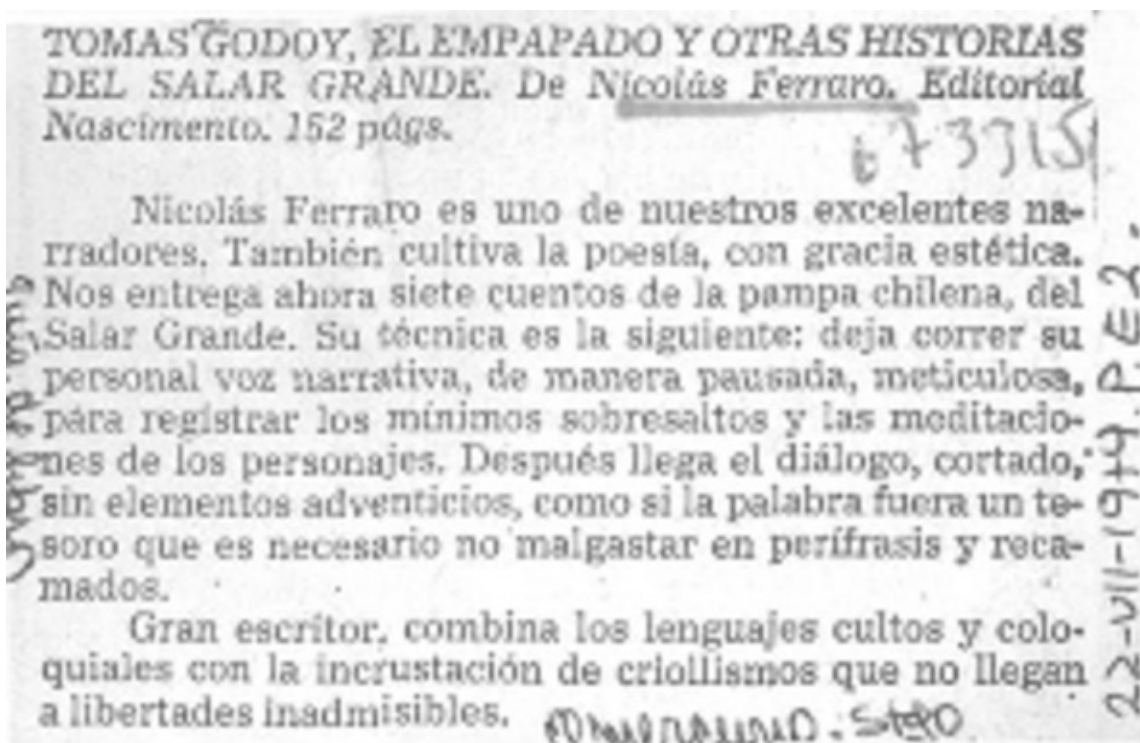 TOMAS GODOY, EL EMPAPADO Y OTRAS HISTORIAS
DEL SALAR GRANDE. De Nicolás Ferraro. Editorial
Nascimento. 152 págs.
733151
Nicolás Ferraro es uno de nuestros excelentes na-
rradores. También cultiva la poesía, con gracia estética.
Nos entrega ahora siete cuentos de la pampa chilena, del
Salar Grande. Su técnica es la siguiente: deja correr su
personal voz narrativa, de manera pausada, meticulosa,
para registrar los mínimos sobresaltos y las meditacio-
nes de los personajes. Después llega el diálogo, cortado,
sin elementos adventicios, como si la palabra fuera un te-
soro que es necesario no malgastar en perífrasis y reca-
mados.
Gran escritor, combina los lenguajes cultos y colo-
quiales con la incrustación de criollismos que no llegan
a libertades inadmisibles.
Stgo
22-VII-1974. P.E2.